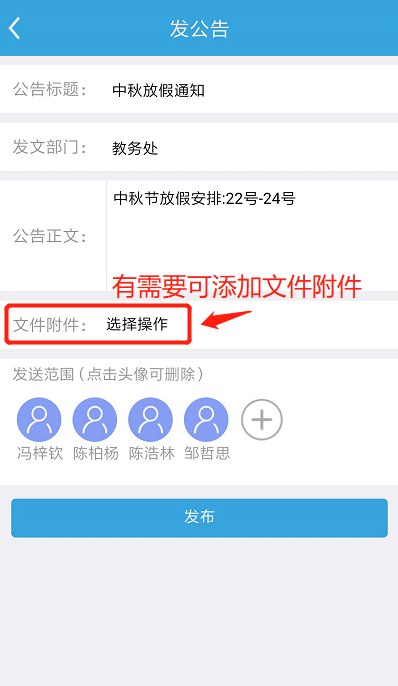 发公告
公告标题： 中秋放假通知
发文部门： 教务处
中秋节放假安排:22号-24号
公告正文：
有需要可添加文件附件
文件附件： 选择操作
发送范围（点击头像可删除）
冯梓钦 陈柏杨 陈浩林 邹哲思
发布